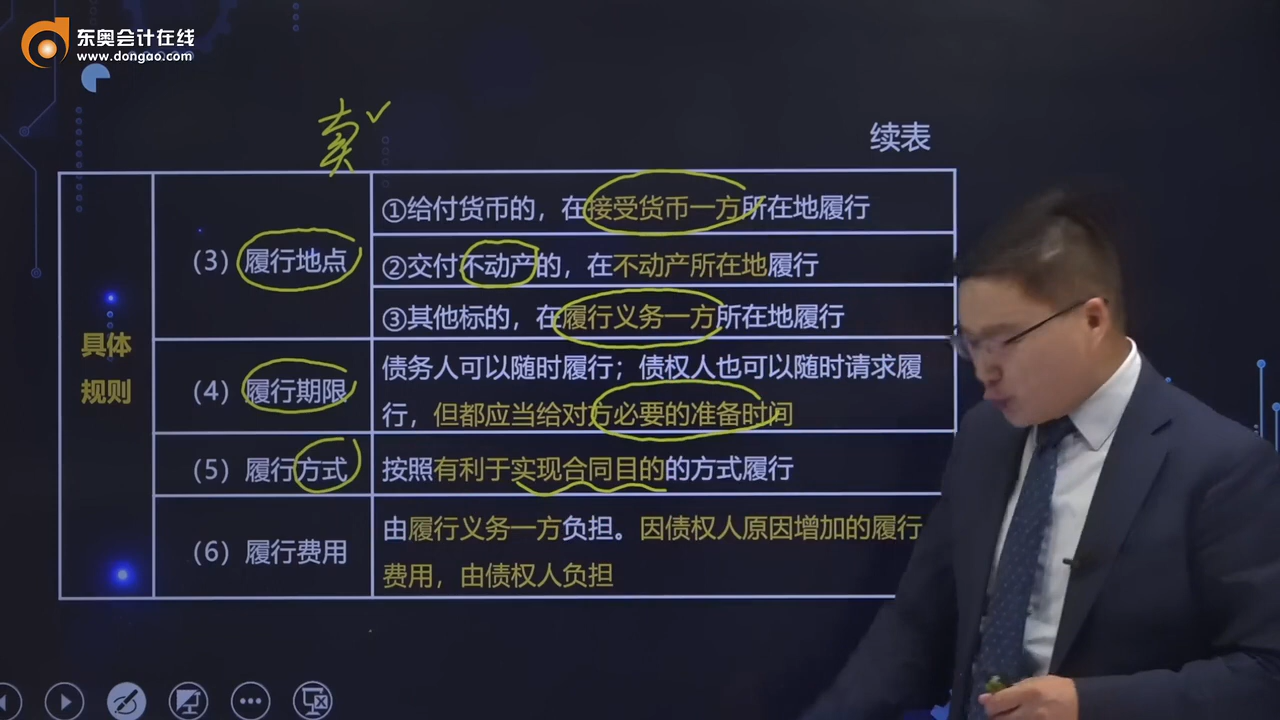 东奥会计在线
www.dongao.com
卖
续表
具体
规则
(3) 履行地点
①给付货币的，在接受货币一方所在地履行
②交付不动产的，在不动产所在地履行
③其他标的，在履行义务一方所在地履行
(4) 履行期限
债务人可以随时履行；债权人也可以随时请求履
行，但都应当给对方必要的准备时间
(5) 履行方式
按照有利于实现合同目的的方式履行
(6) 履行费用
由履行义务一方负担。因债权人原因增加的履行
费用，由债权人负担